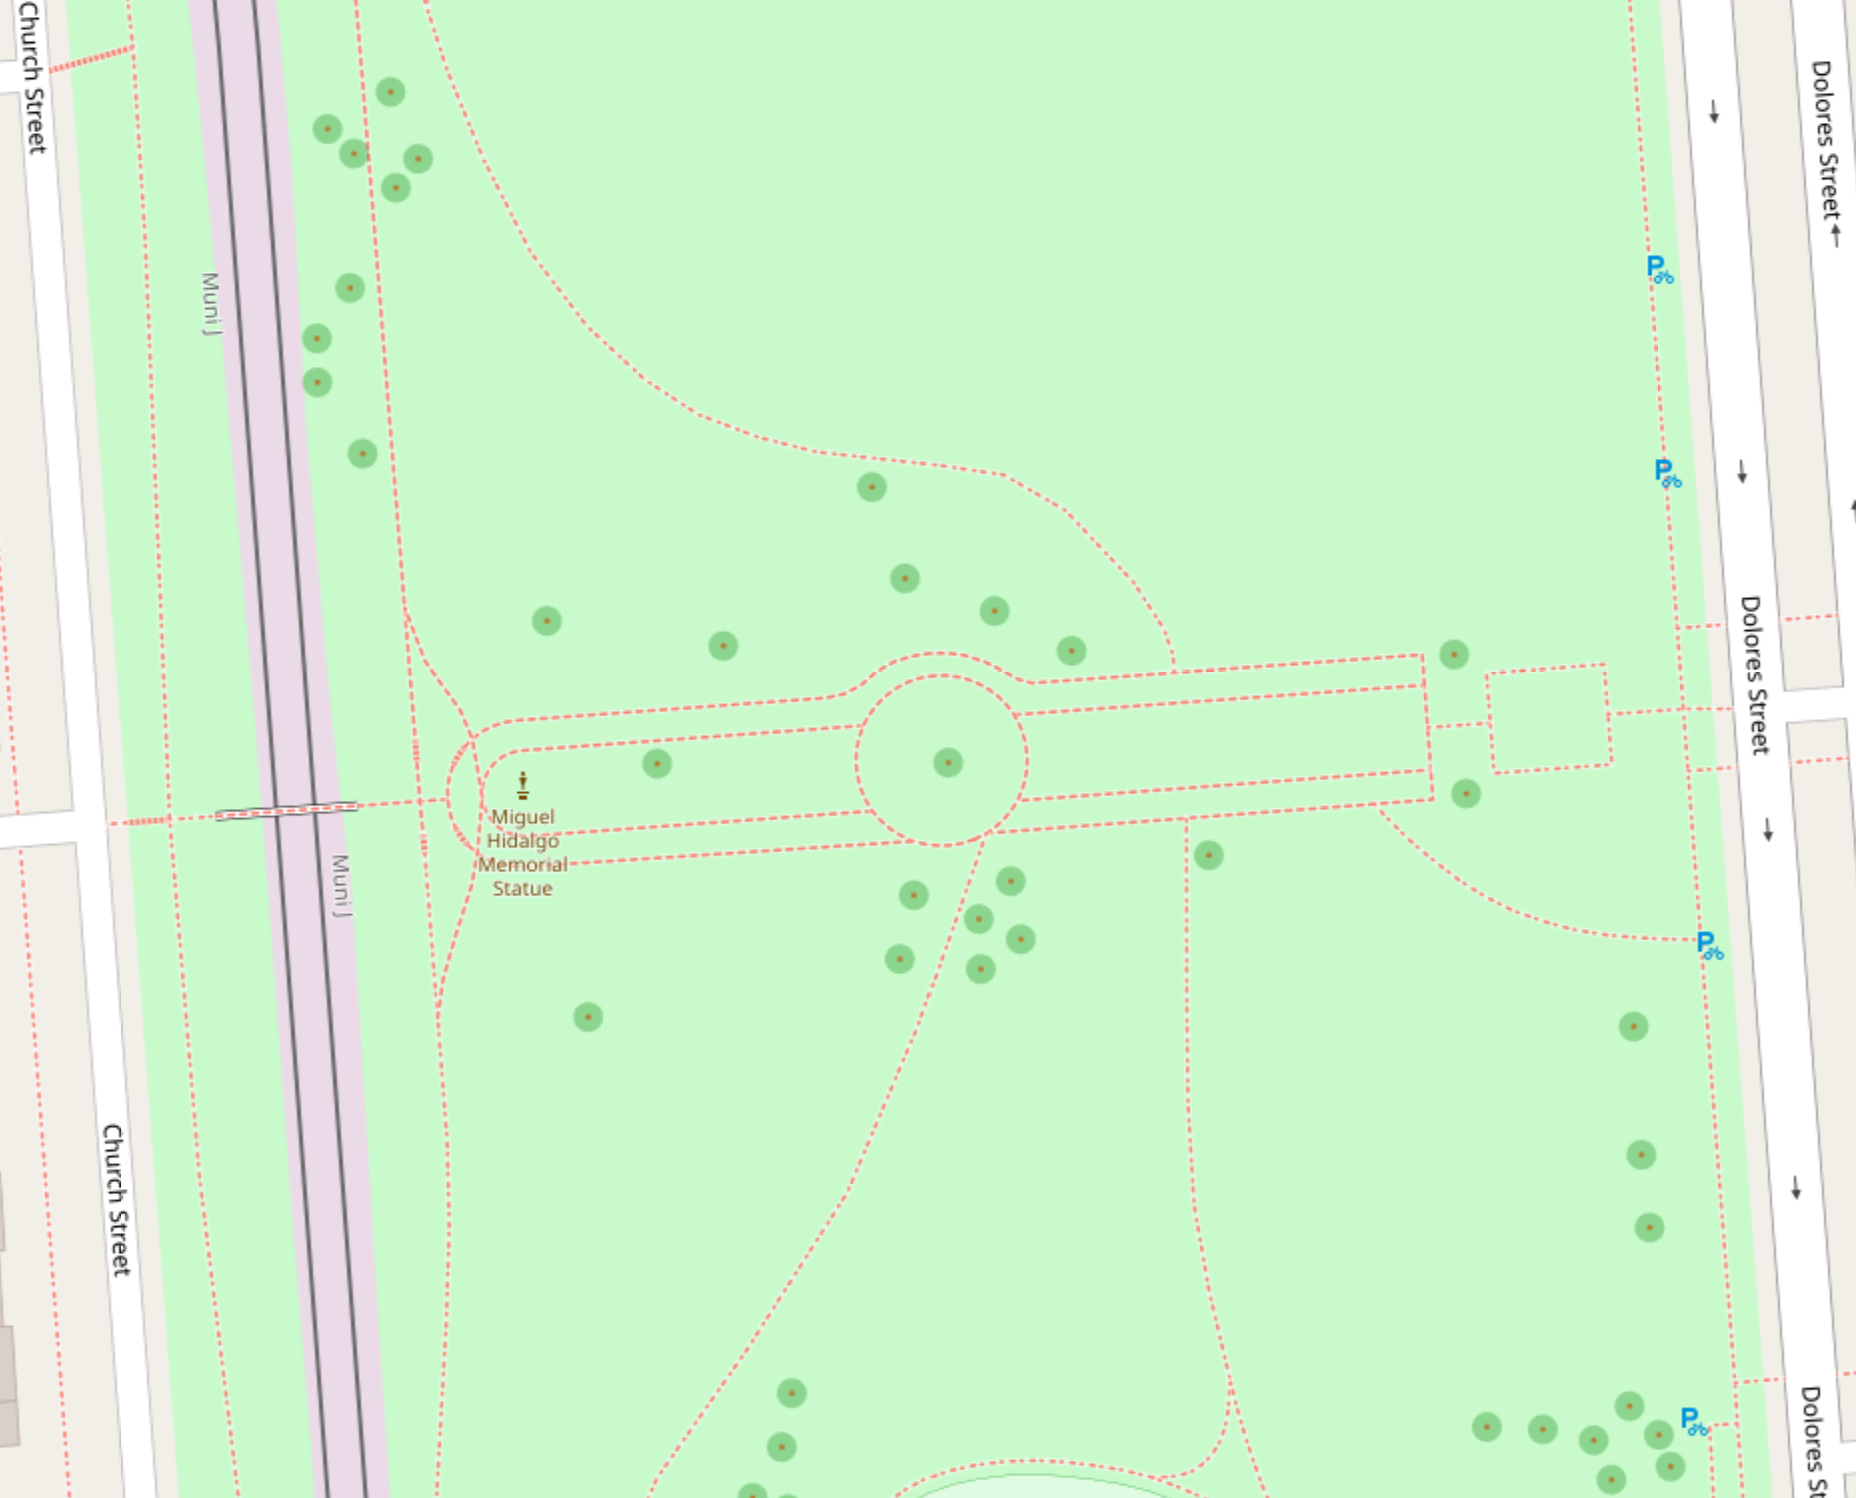 Church Street
Dolores Street
Muni J
P
P
Dolores Street
Miguel
Hidalgo
Memorial
Statue
Muni J
P
Church Street
P
Dolores St